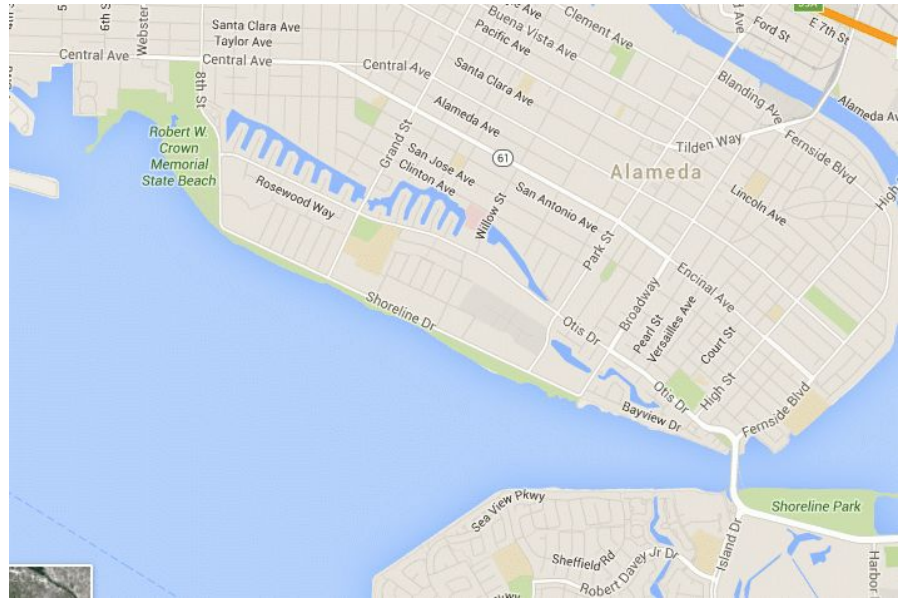 6th St
Webster
Santa Clara Ave
Taylor Ave
Central Ave
Central Ave
Central Ave
8th St
Robert W.
Crown
Memorial
State Beach
Rosewood Way
Grand St
San Jose Ave
Clinton Ave
Alameda Ave
Santa Clara Ave
Pacific Ave
Buena Vista Ave
Clement Ave
Ave
E 7th St
Ford St
Blanding Ave
Alameda Av
Tilden Way
Fernside Blvd
High S
61
Alameda
Lincoln Ave
San Antonio Ave
Willow St
Park St
Encinal Ave
Broadway
Pearl St
Versailles Ave
Court St
High St
Shoreline Dr
Otis Dr
Otis Dr
Bayview Dr
Fernside Blvd
Sea View Pkwy
Shoreline Park
Sheffield Rd
Robert Davey Jr Dr
Island Dr
Harbor